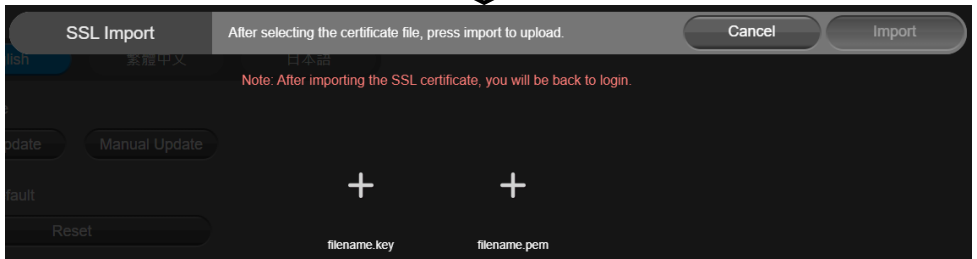 SSL Import
After selecting the certificate file, press import to upload.
Cancel
Import
lish
繁體中文
日本語
Note: After importing the SSL certificate, you will be back to login.
e
pdate
Manual Update
fault
Reset
filename.key
filename.pem